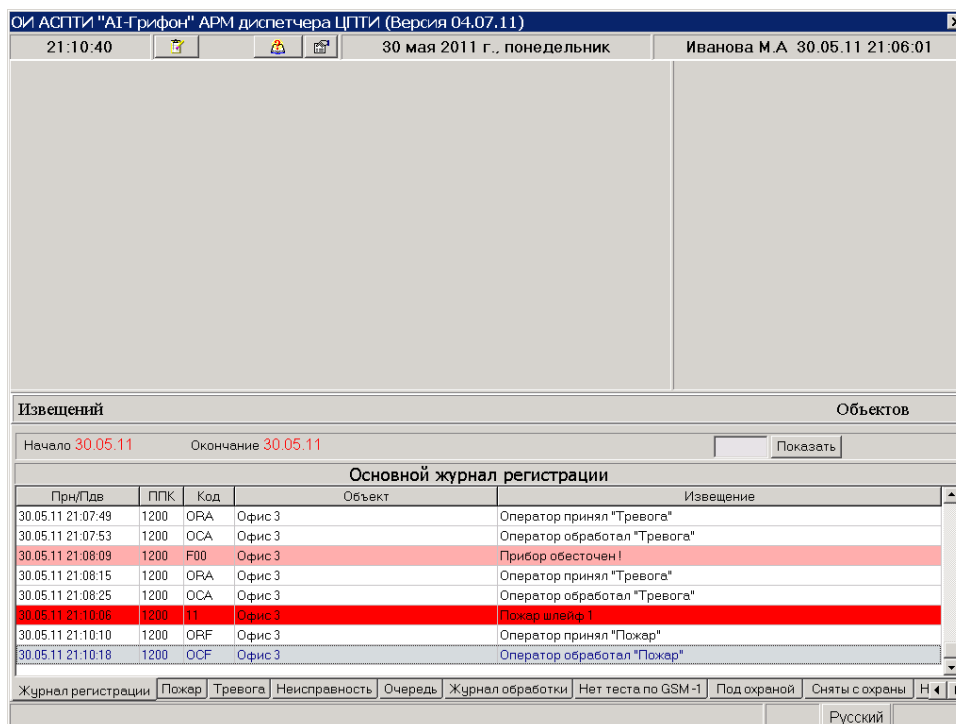 ОИ АСПТИ "AI-Грифон" АРМ диспетчера ЦПТИ (Версия 04.07.11)
21:10:40 30 мая 2011 г., понедельник Иванова М.А 30.05.11 21:06:01
Извещений Объектов
Начало 30.05.11 Окончание 30.05.11 Показать
Основной журнал регистрации
Прн/Пдв ППК Код Объект Извещение
30.05.11 21:07:49 1200 ORA Офис 3 Оператор принял "Тревога"
30.05.11 21:07:53 1200 OCA Офис 3 Оператор обработал "Тревога"
30.05.11 21:08:09 1200 F00 Офис 3 Прибор обесточен !
30.05.11 21:08:15 1200 ORA Офис 3 Оператор принял "Тревога"
30.05.11 21:08:25 1200 OCA Офис 3 Оператор обработал "Тревога"
30.05.11 21:10:06 1200 11 Офис 3 Пожар шлейф 1
30.05.11 21:10:10 1200 ORF Офис 3 Оператор принял "Пожар"
30.05.11 21:10:18 1200 OCF Офис 3 Оператор обработал "Пожар"
Журнал регистрации Пожар Тревога Неисправность Очередь Журнал обработки Нет теста по GSM-1 Под охраной Сняты с охраны Н
Русский